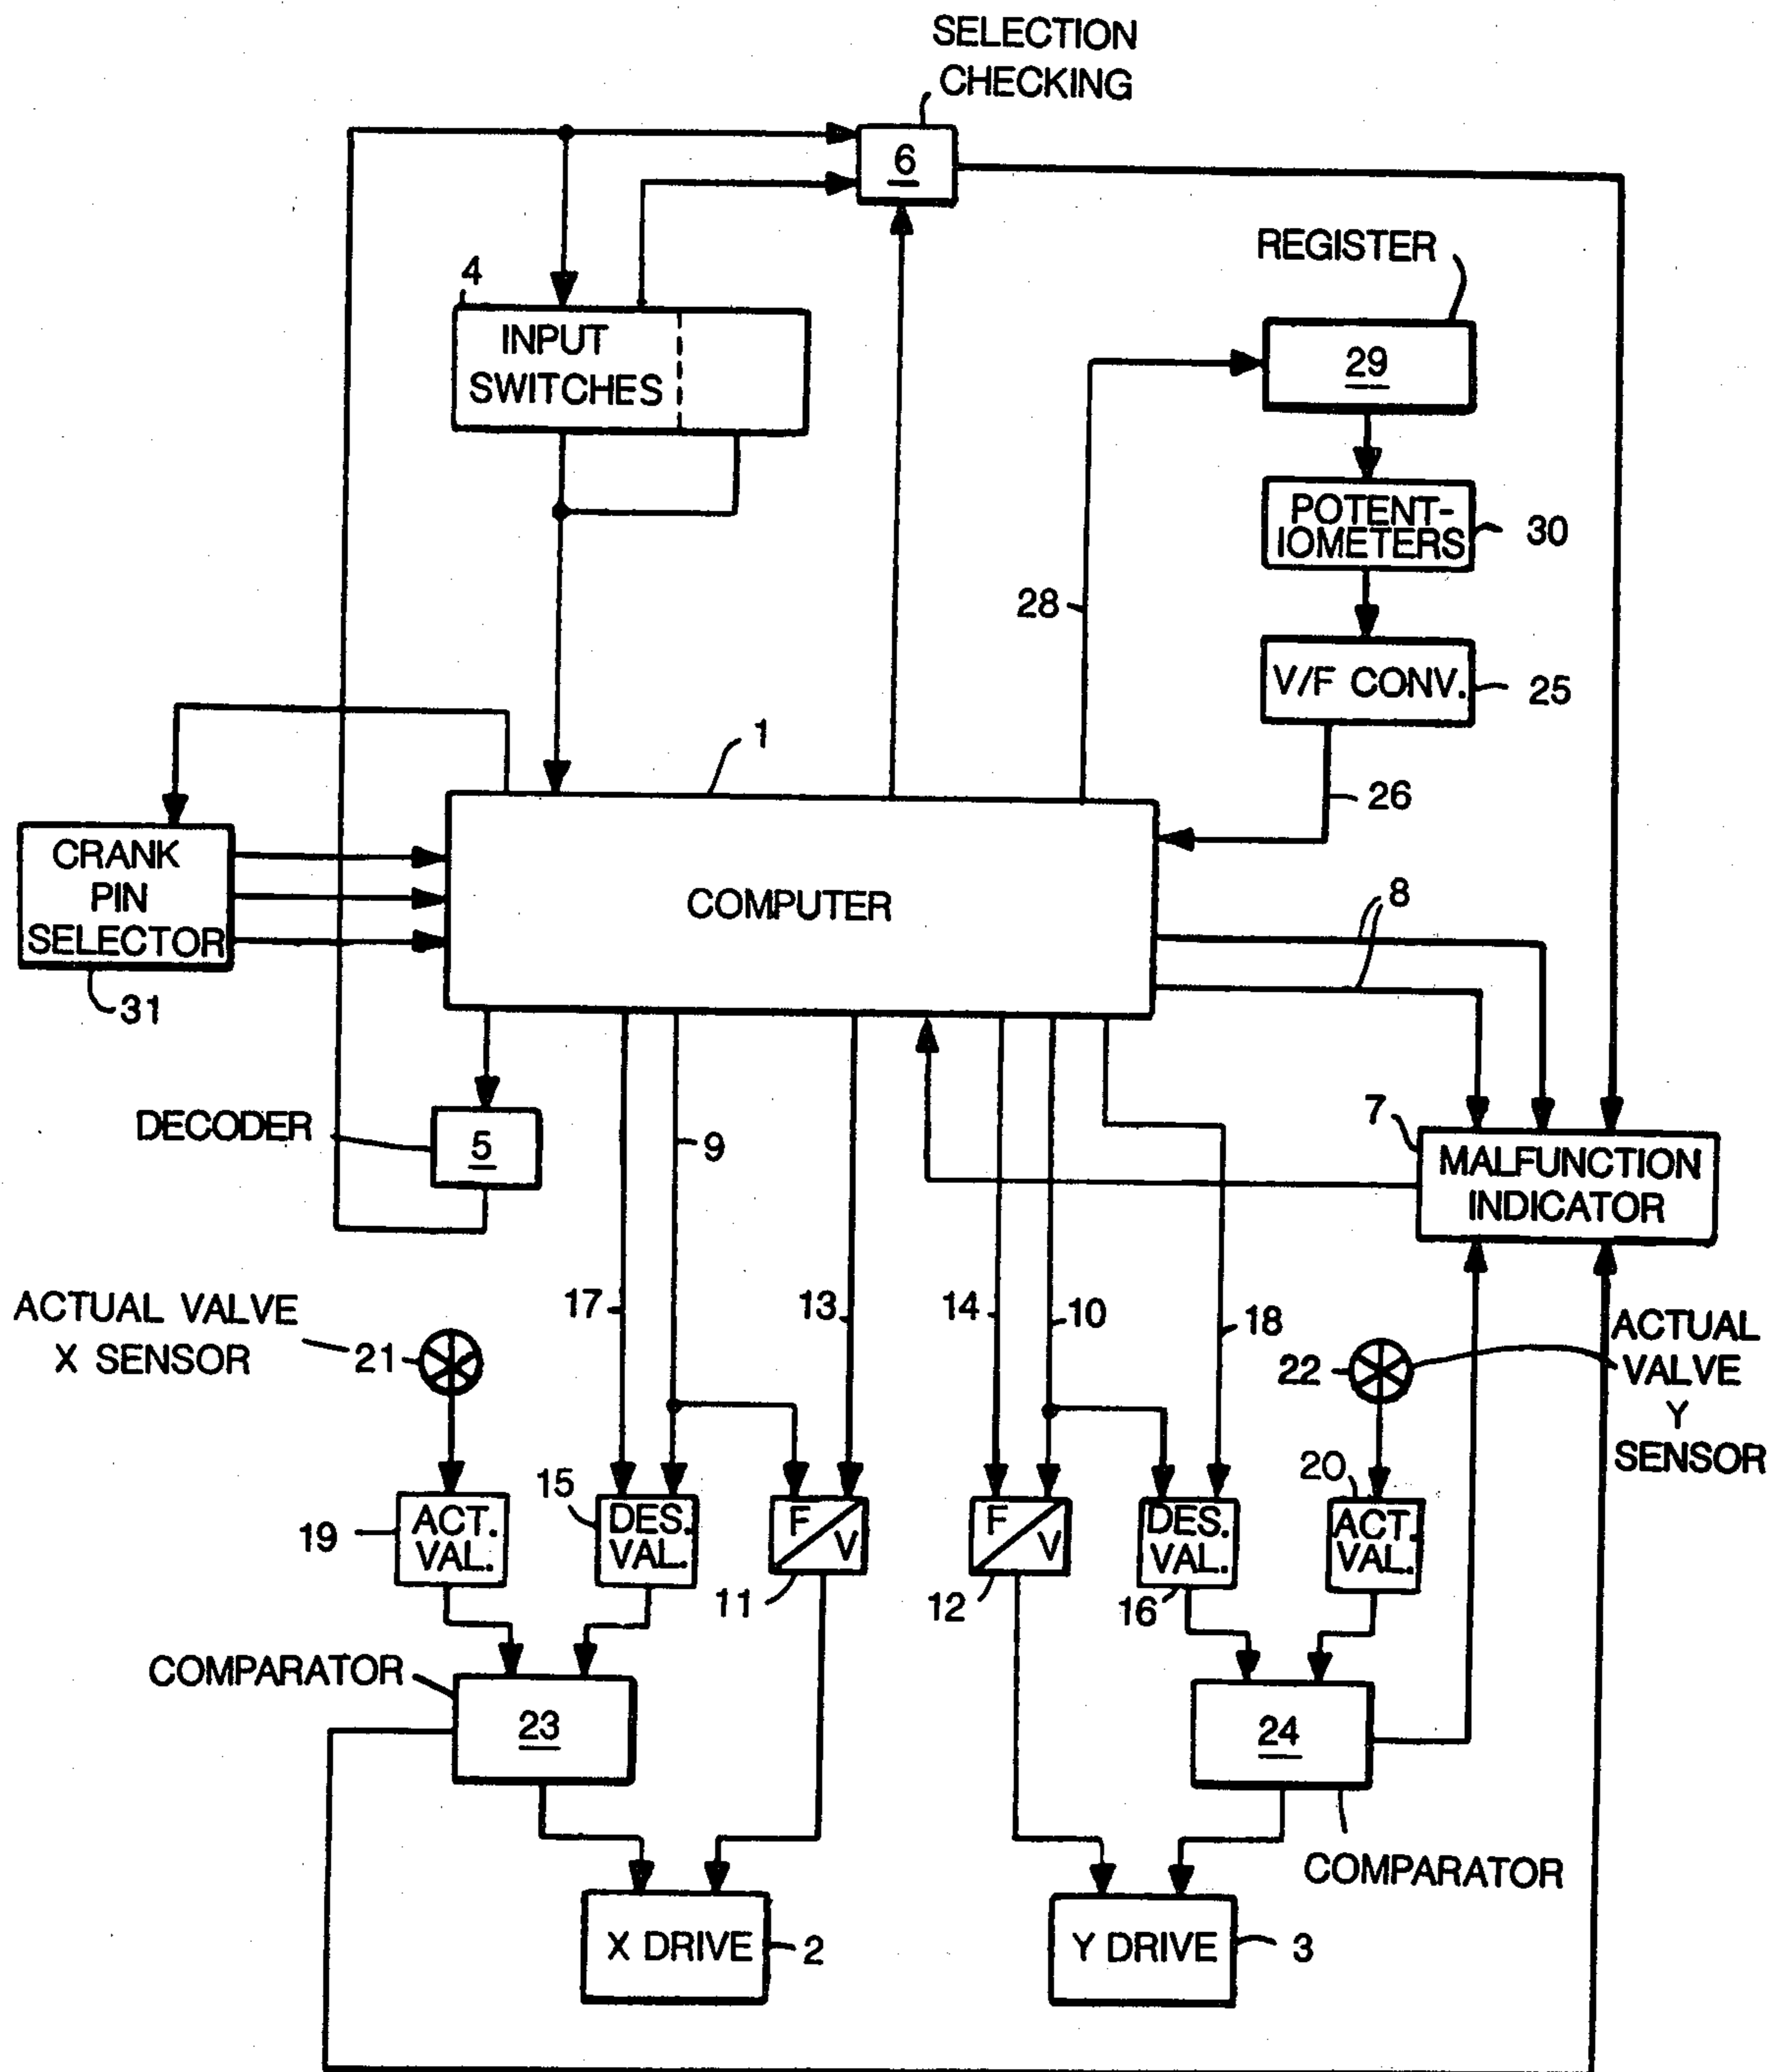 SELECTION
CHECKING
6
REGISTER
4
INPUT
SWITCHES
29
POTENT-
IOMETERS
30
28
V/F CONV.
25
1
26
CRANK
PIN
SELECTOR
31
COMPUTER
8
DECODER
5
9
7
MALFUNCTION
INDICATOR
ACTUAL VALVE
X SENSOR
21
17
13
14
10
18
22
ACTUAL
VALVE
Y
SENSOR
19
ACT.
VAL.
15
DES.
VAL.
F
V
11
F
V
12
DES.
VAL.
16
20
ACT.
VAL.
COMPARATOR
23
24
COMPARATOR
X DRIVE
2
Y DRIVE
3